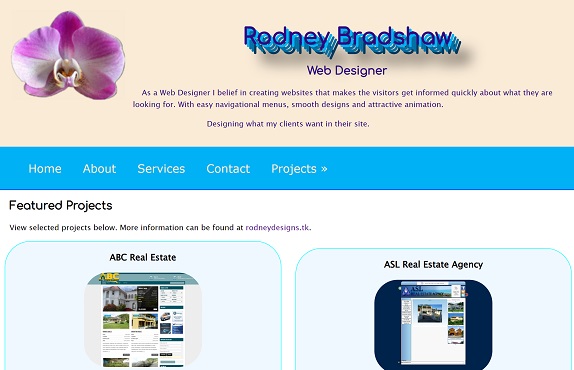 Rodney Bradshaw
Web Designer
As a Web Designer I belief in creating websites that makes the visitors get informed quickly about what they are
looking for. With easy navigational menus, smooth designs and attractive animation.
Designing what my clients want in their site.
Home About Services Contact Projects »
Featured Projects
View selected projects below. More information can be found at rodneydesigns.tk.
ABC Real Estate
ASL Real Estate Agency
ABC
ASL